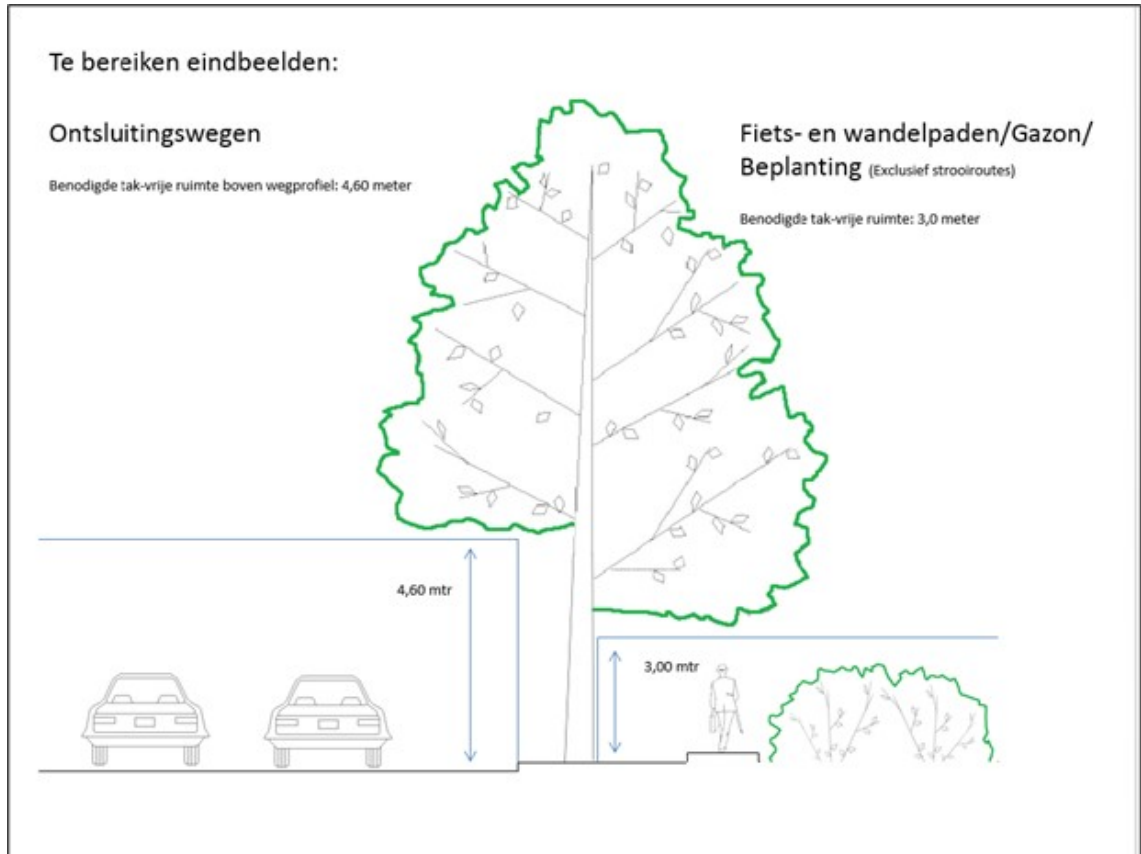 Te bereiken eindbeelden:
Ontsluitingswegen
Benodigde tak-vrije ruimte boven wegprofiel: 4,60 meter
Fiets- en wandelpaden/Gazon/
Beplanting (Exclusief strooiroutes)
Benodigde tak-vrije ruimte: 3,0 meter
4,60 mtr
3,00 mtr